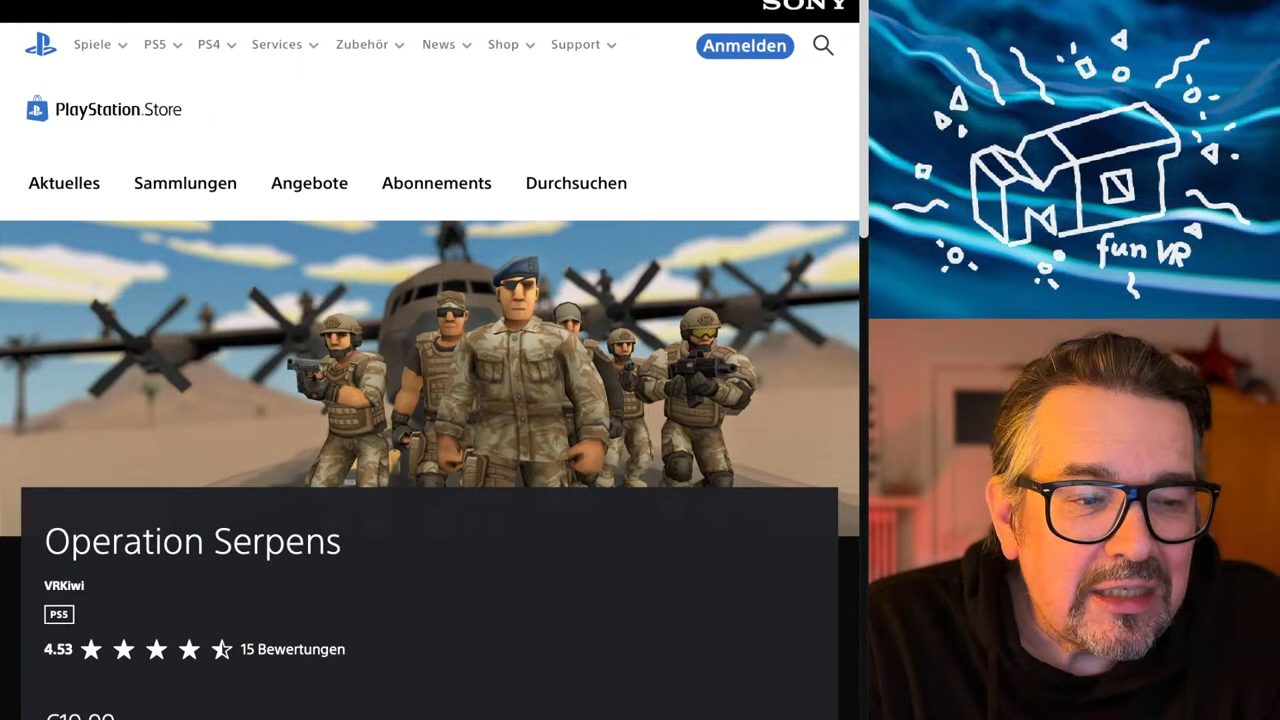 SONY
Spiele PS5 PS4 Services Zubehör News Shop Support Anmelden
PlayStation.Store
Aktuelles Sammlungen Angebote Abonnements Durchsuchen
Operation Serpens
VRKiwi
PS5
4.53 15 Bewertungen
fun VR